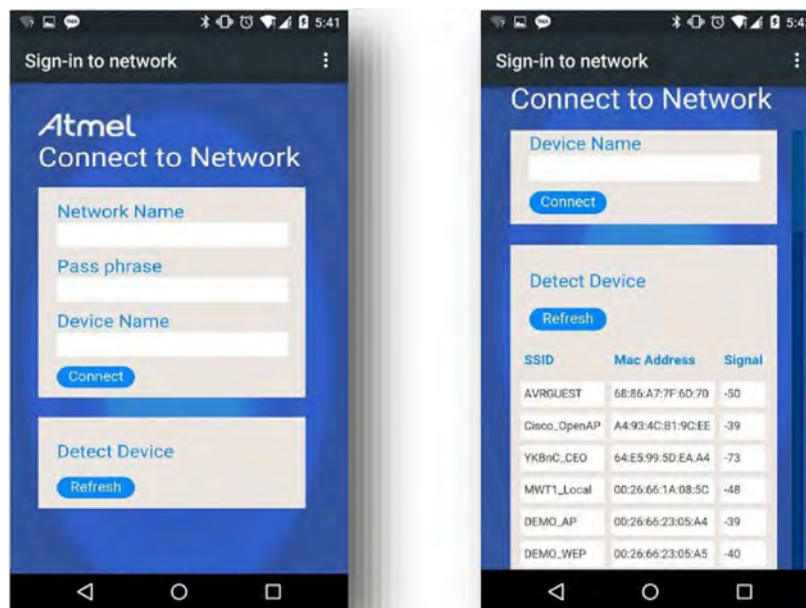 5:41
Sign-in to network
Atmel
Connect to Network
Network Name
Pass phrase
Device Name
Connect
Detect Device
Refresh
Sign-in to network
Connect to Network
Device Name
Connect
Detect Device
Refresh
SSID Mac Address Signal
AVRGUEST 68:86:A7:7F:6D:70 -50
Cisco_OpenAP A4:93:4C:81:9C:EE -39
YKBnC_CEO 64:E5:99:5D:EA:A4 -73
MWT1_Local 00:26:66:1A:08:5C -48
DEMO_AP 00:26:66:23:05:A4 -39
DEMO_WEP 00:26:66:23:05:A5 -40